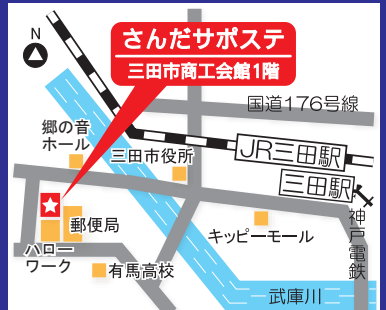 さんだサポステ
三田市商工会館1階
N
国道176号線
郷の音
ホール
三田市役所
JR三田駅
三田駅
神戸電鉄
郵便局
キッピーモール
ハロー
ワーク
有馬高校
武庫川